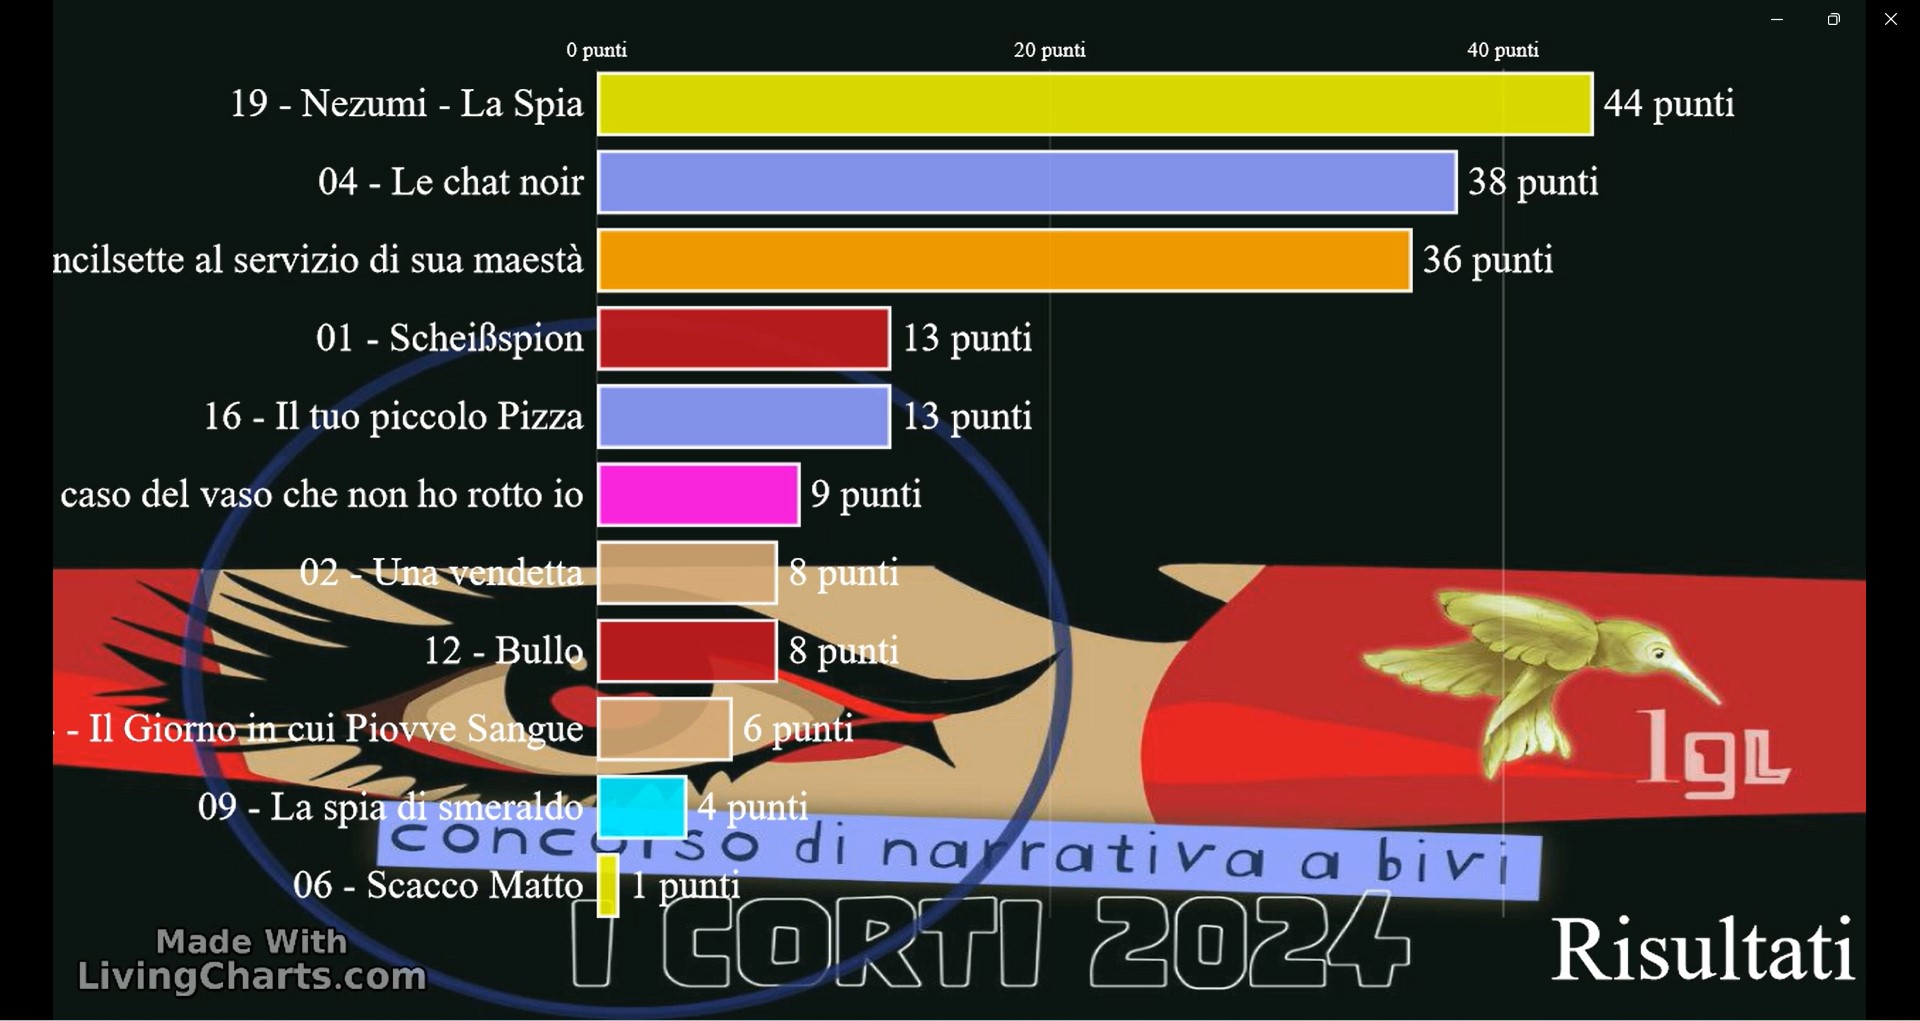 0 punti 20 punti 40 punti
19 - Nezumi - La Spia 44 punti
04 - Le chat noir 38 punti
ncilsette al servizio di sua maestà 36 punti
01 - Scheißspion 13 punti
16 - Il tuo piccolo Pizza 13 punti
caso del vaso che non ho rotto io 9 punti
02 - Una vendetta 8 punti
12 - Bullo 8 punti
- Il Giorno in cui Piovve Sangue 6 punti
lgL
09 - La spia di smeraldo 4 punti
concorso di narrativa a bivi
06 - Scacco Matto 1 punti
I CORTI 2024
Risultati
Made With
LivingCharts.com